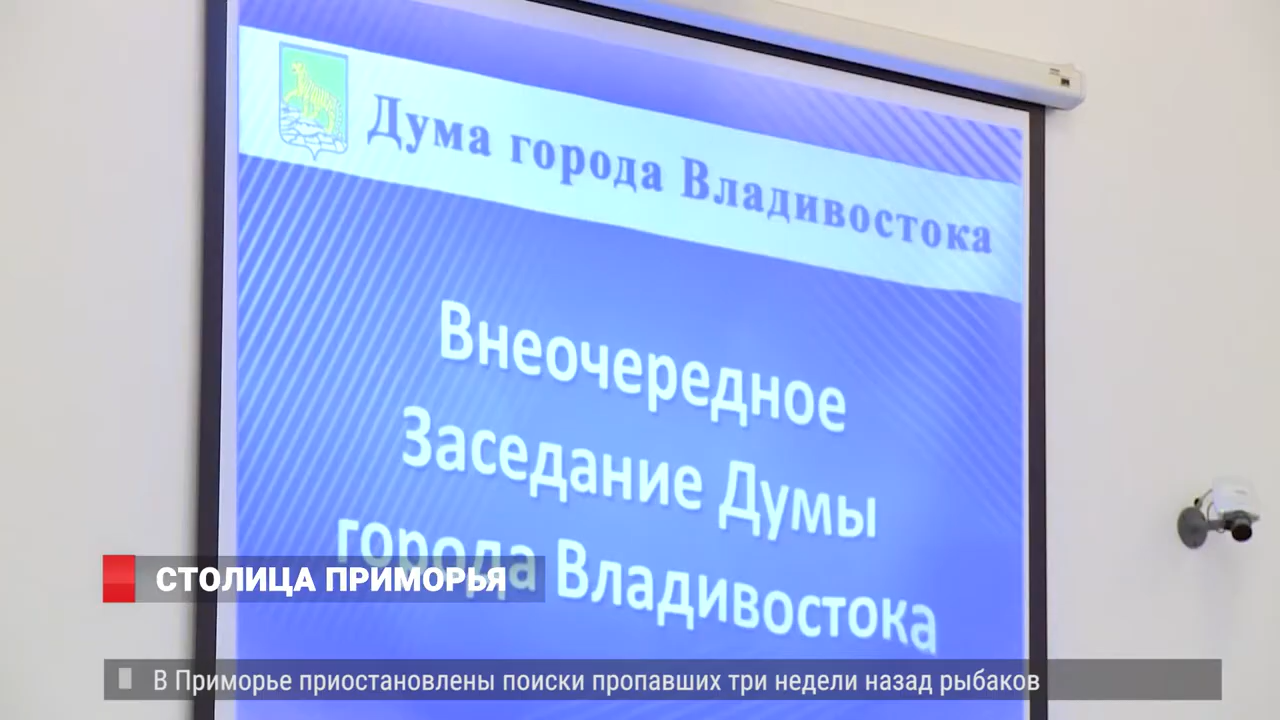 Дума города Владивостока
Внеочередное
Заседание Думы
города Владивостока
СТОЛИЦА ПРИМОРЬЯ
В Приморье приостановлены поиски пропавших три недели назад рыбаков